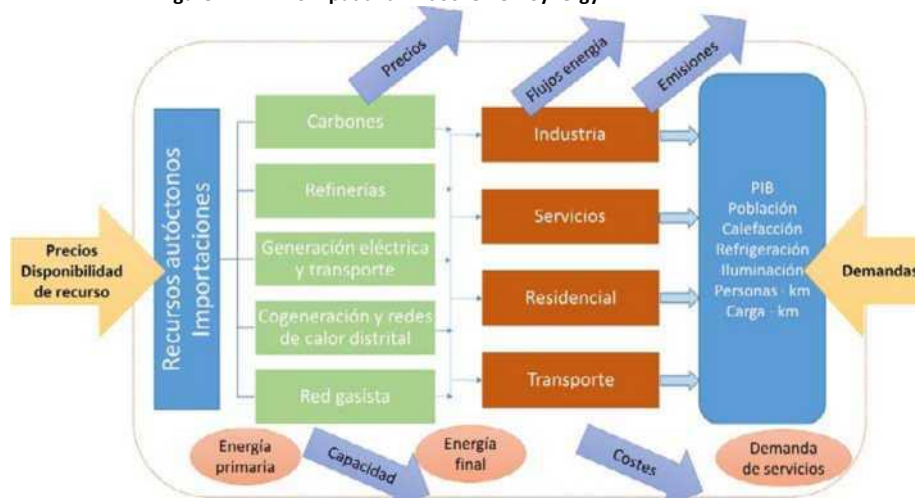 Precios
Flujos energía
Emisiones
Recursos autóctonos
Importaciones
Carbones
Refinerías
Generación eléctrica
y transporte
Cogeneración y redes
de calor distrital
Red gasista
Industria
Servicios
Residencial
Transporte
PIB
Población
Calefacción
Refrigeración
Iluminación
Personas - km
Carga - km
Precios
Disponibilidad
de recurso
Demandas
Energía
primaria
Capacidad
Energía
final
Costes
Demanda
de servicios